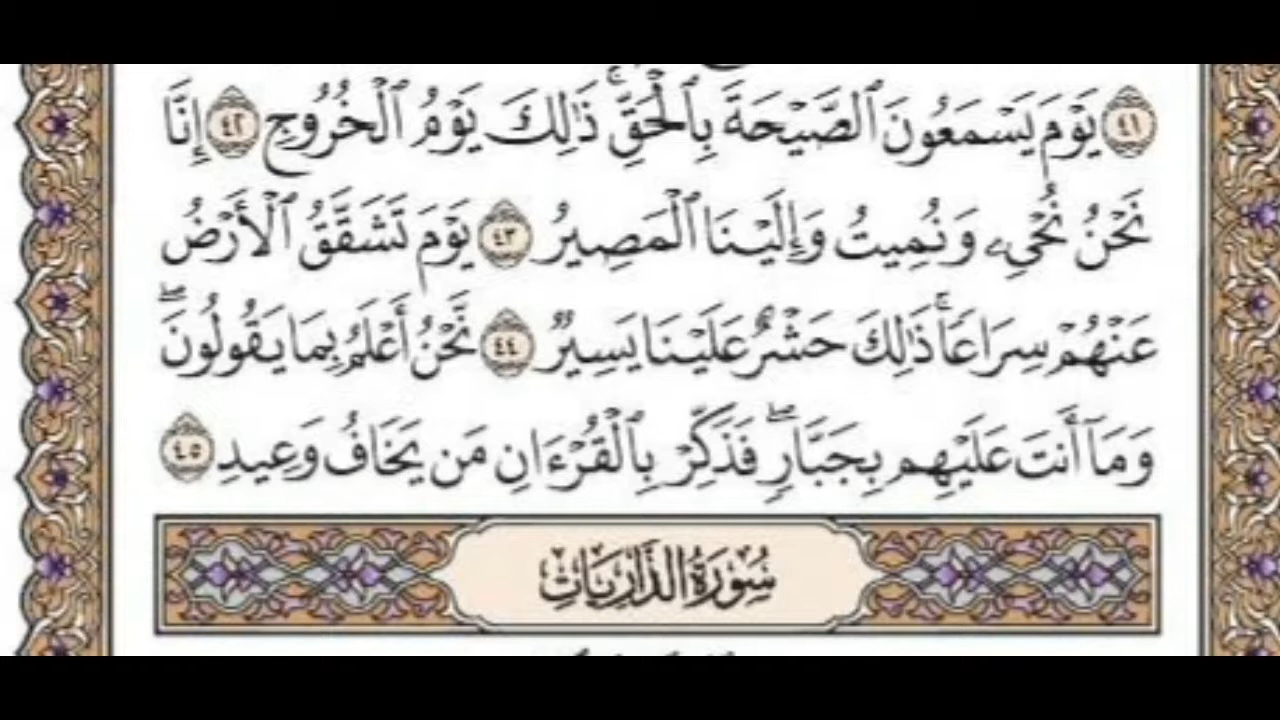 ﴿٤١﴾ يَوْمَ يَسْمَعُونَ ٱلصَّيْحَةَ بِٱلْحَقِّۚ ذَٰلِكَ يَوْمُ ٱلْخُرُوجِ ﴿٤٢﴾ إِنَّا
نَحْنُ نُحْىِۦ وَنُمِيتُ وَإِلَيْنَا ٱلْمَصِيرُ ﴿٤٣﴾ يَوْمَ تَشَقَّقُ ٱلْأَرْضُ
عَنْهُمْ سِرَاعًاۚ ذَٰلِكَ حَشْرٌ عَلَيْنَا يَسِيرٌ ﴿٤٤﴾ نَّحْنُ أَعْلَمُ بِمَا يَقُولُونَۖ
وَمَآ أَنتَ عَلَيْهِم بِجَبَّارٍۖ فَذَكِّرْ بِٱلْقُرْءَانِ مَن يَخَافُ وَعِيدِ ﴿٤٥﴾
سُورَةُ الذَّارِيَاتِ